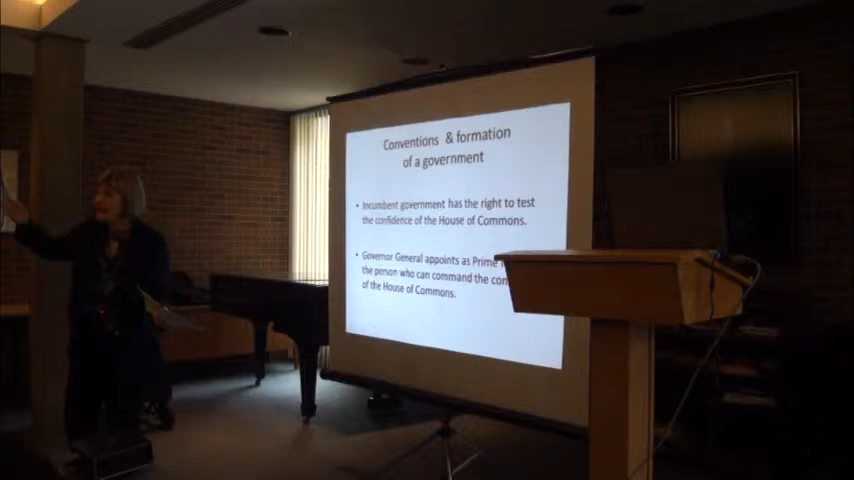 Conventions & formation
of a government
• Incumbent government has the right to test
the confidence of the House of Commons.
• Governor General appoints as Prime
the person who can command the
of the House of Commons.